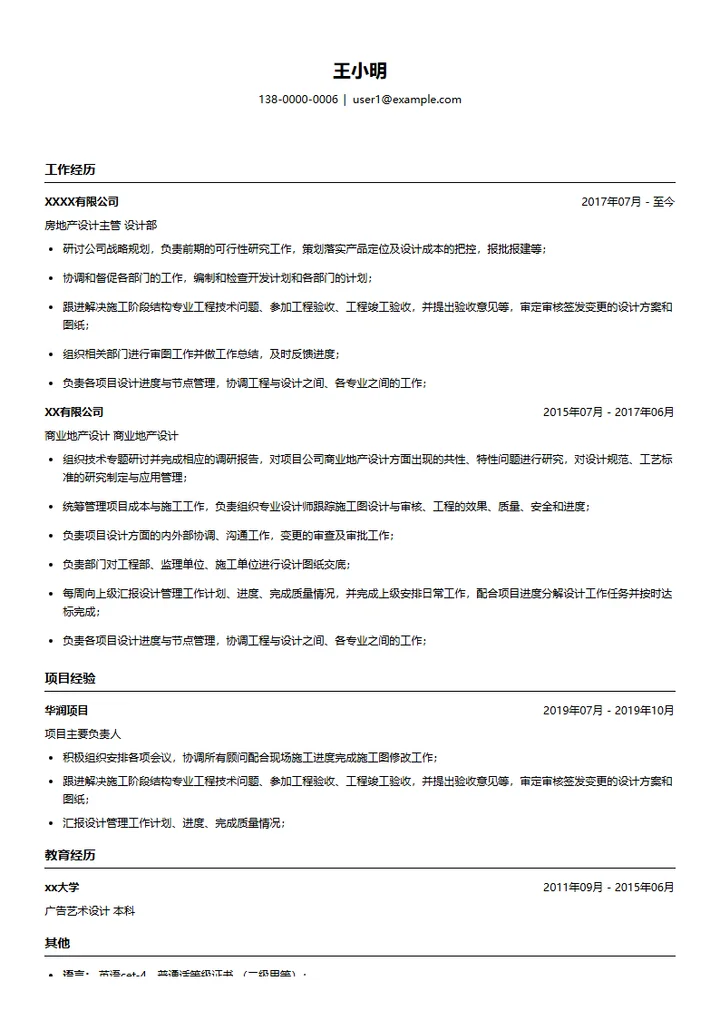 王小明
138-0000-0006 | user1@example.com
工作经历
XXXX有限公司 2017年07月 - 至今
房地产设计主管 设计部
• 研讨公司战略规划，负责前期的可行性研究工作，策划落实产品定位及设计成本的把控，报批报建等；
• 协调和督促各部门的工作，编制和检查开发计划和各部门的计划；
• 跟进解决施工阶段结构专业工程技术问题、参加工程验收、工程竣工验收，并提出验收意见等，审定审核签发变更的设计方案和
图纸；
• 组织相关部门进行审图工作并做工作总结，及时反馈进度；
• 负责各项目设计进度与节点管理，协调工程与设计之间、各专业之间的工作；
XX有限公司 2015年07月 - 2017年06月
商业地产设计 商业地产设计
• 组织技术专题研讨并完成相应的调研报告，对项目公司商业地产设计方面出现的共性、特性问题进行研究，对设计规范、工艺标
准的研究制定与应用管理；
• 统筹管理项目成本与施工工作，负责组织专业设计师跟踪施工图设计与审核、工程的效果、质量、安全和进度；
• 负责项目设计方面的内外部协调、沟通工作，变更的审查及审批工作；
• 负责部门对工程部、监理单位、施工单位进行设计图纸交底；
• 每周向上级汇报设计管理工作计划、进度、完成质量情况，并完成上级安排日常工作，配合项目进度分解设计工作任务并按时达
标完成；
• 负责各项目设计进度与节点管理，协调工程与设计之间、各专业之间的工作；
项目经验
华润项目 2019年07月 - 2019年10月
项目主要负责人
• 积极组织安排各项会议，协调所有顾问配合现场施工进度完成施工图修改工作；
• 跟进解决施工阶段结构专业工程技术问题、参加工程验收、工程竣工验收，并提出验收意见等，审定审核签发变更的设计方案和
图纸；
• 汇报设计管理工作计划、进度、完成质量情况；
教育经历
xx大学 2011年09月 - 2015年06月
广告艺术设计 本科
其他
• 语言： 英语cet-4、普通话等级证书 （二级甲等）；